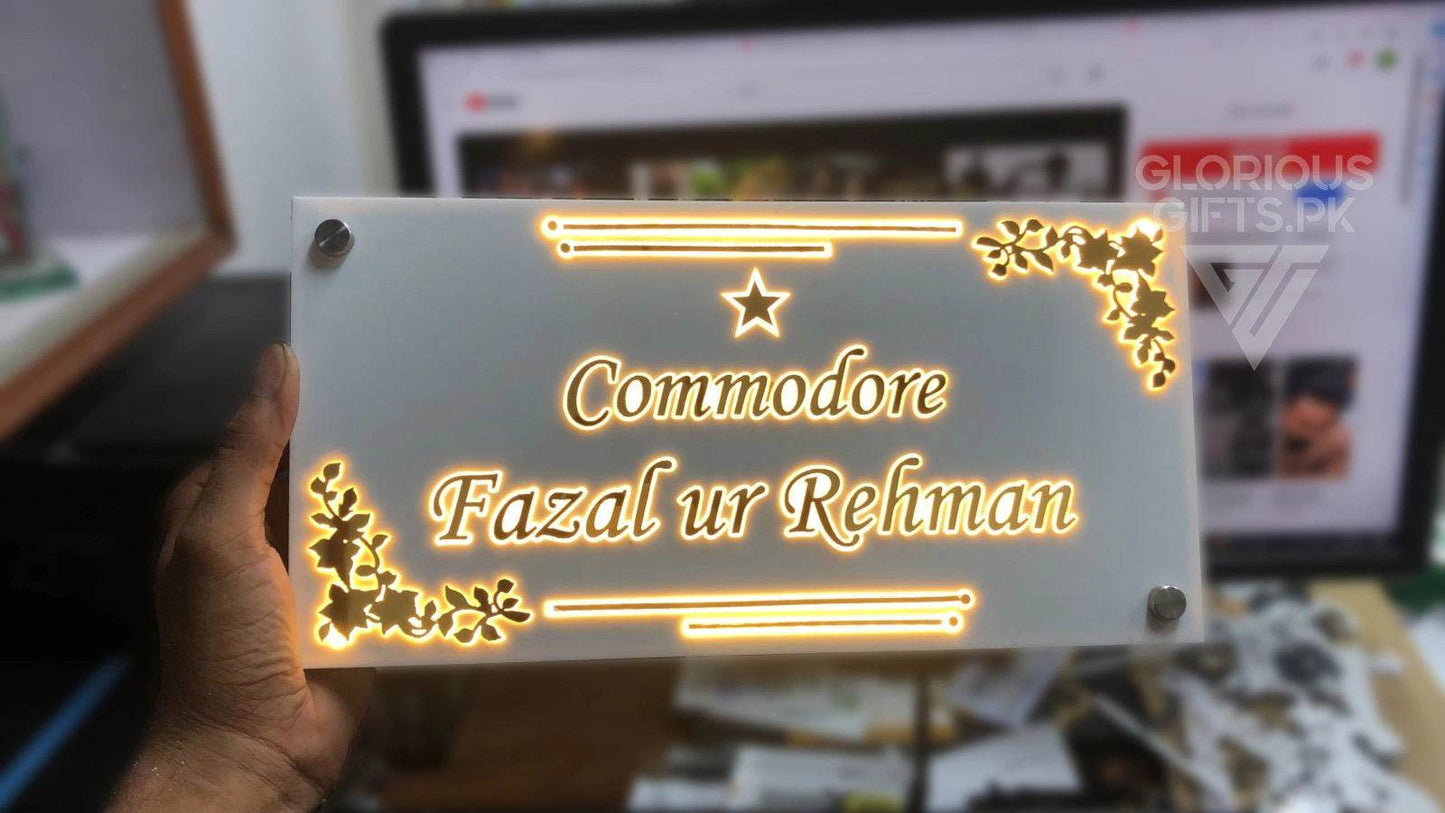 GLORIOUS
GIFTS.PK
Commodore
Fazal ur Rehman